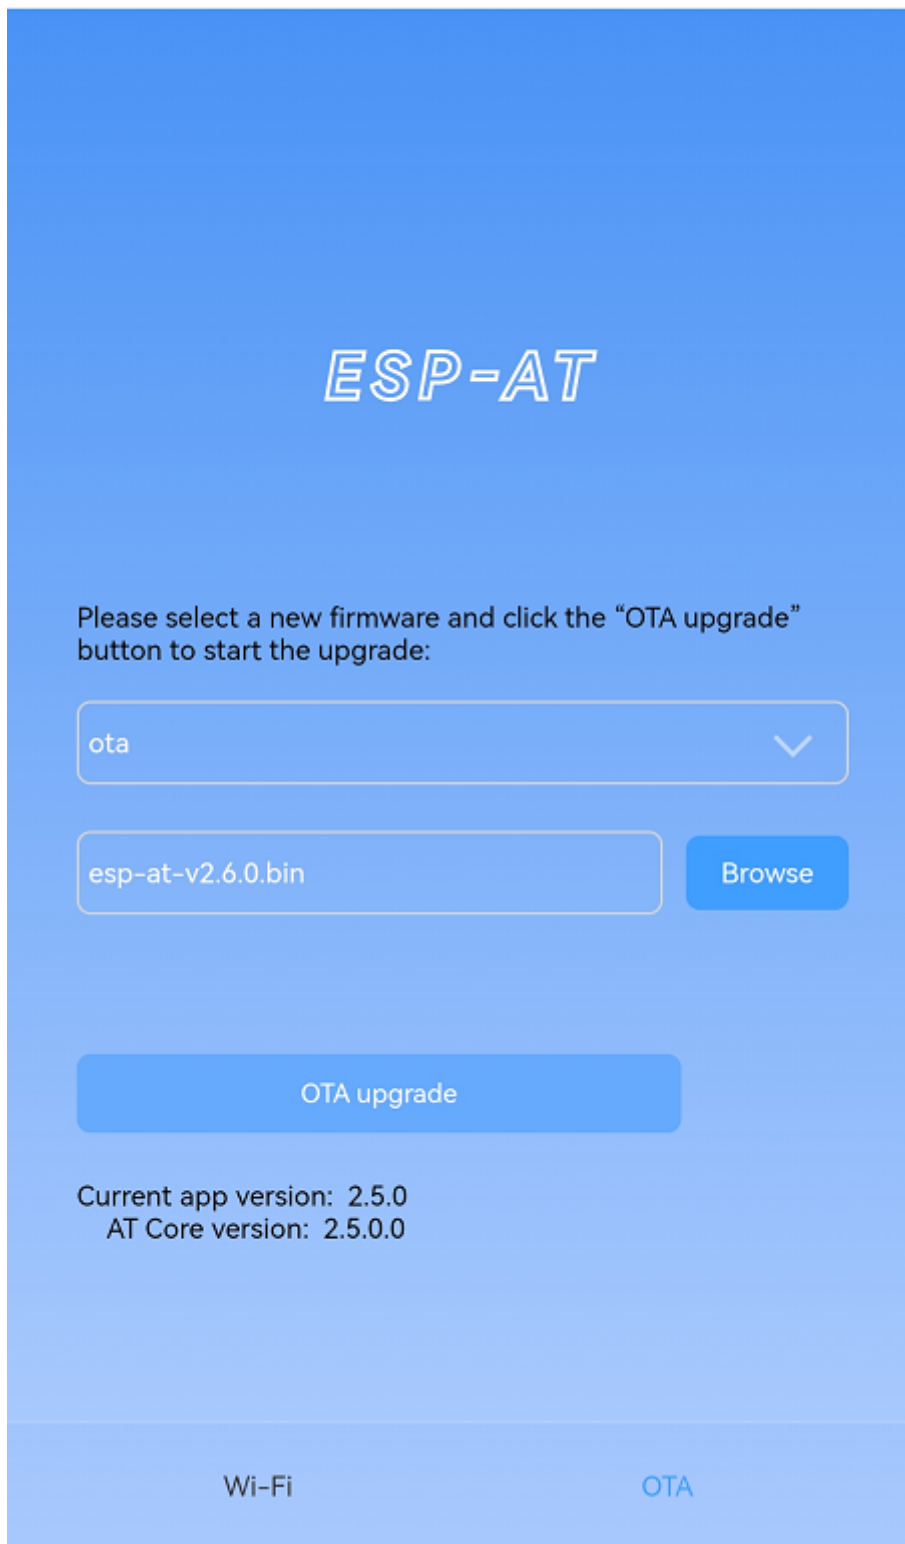 ESP-AT
Please select a new firmware and click the “OTA upgrade”
button to start the upgrade:
ota
esp-at-v2.6.0.bin
Browse
OTA upgrade
Current app version: 2.5.0
AT Core version: 2.5.0.0
Wi-Fi
OTA